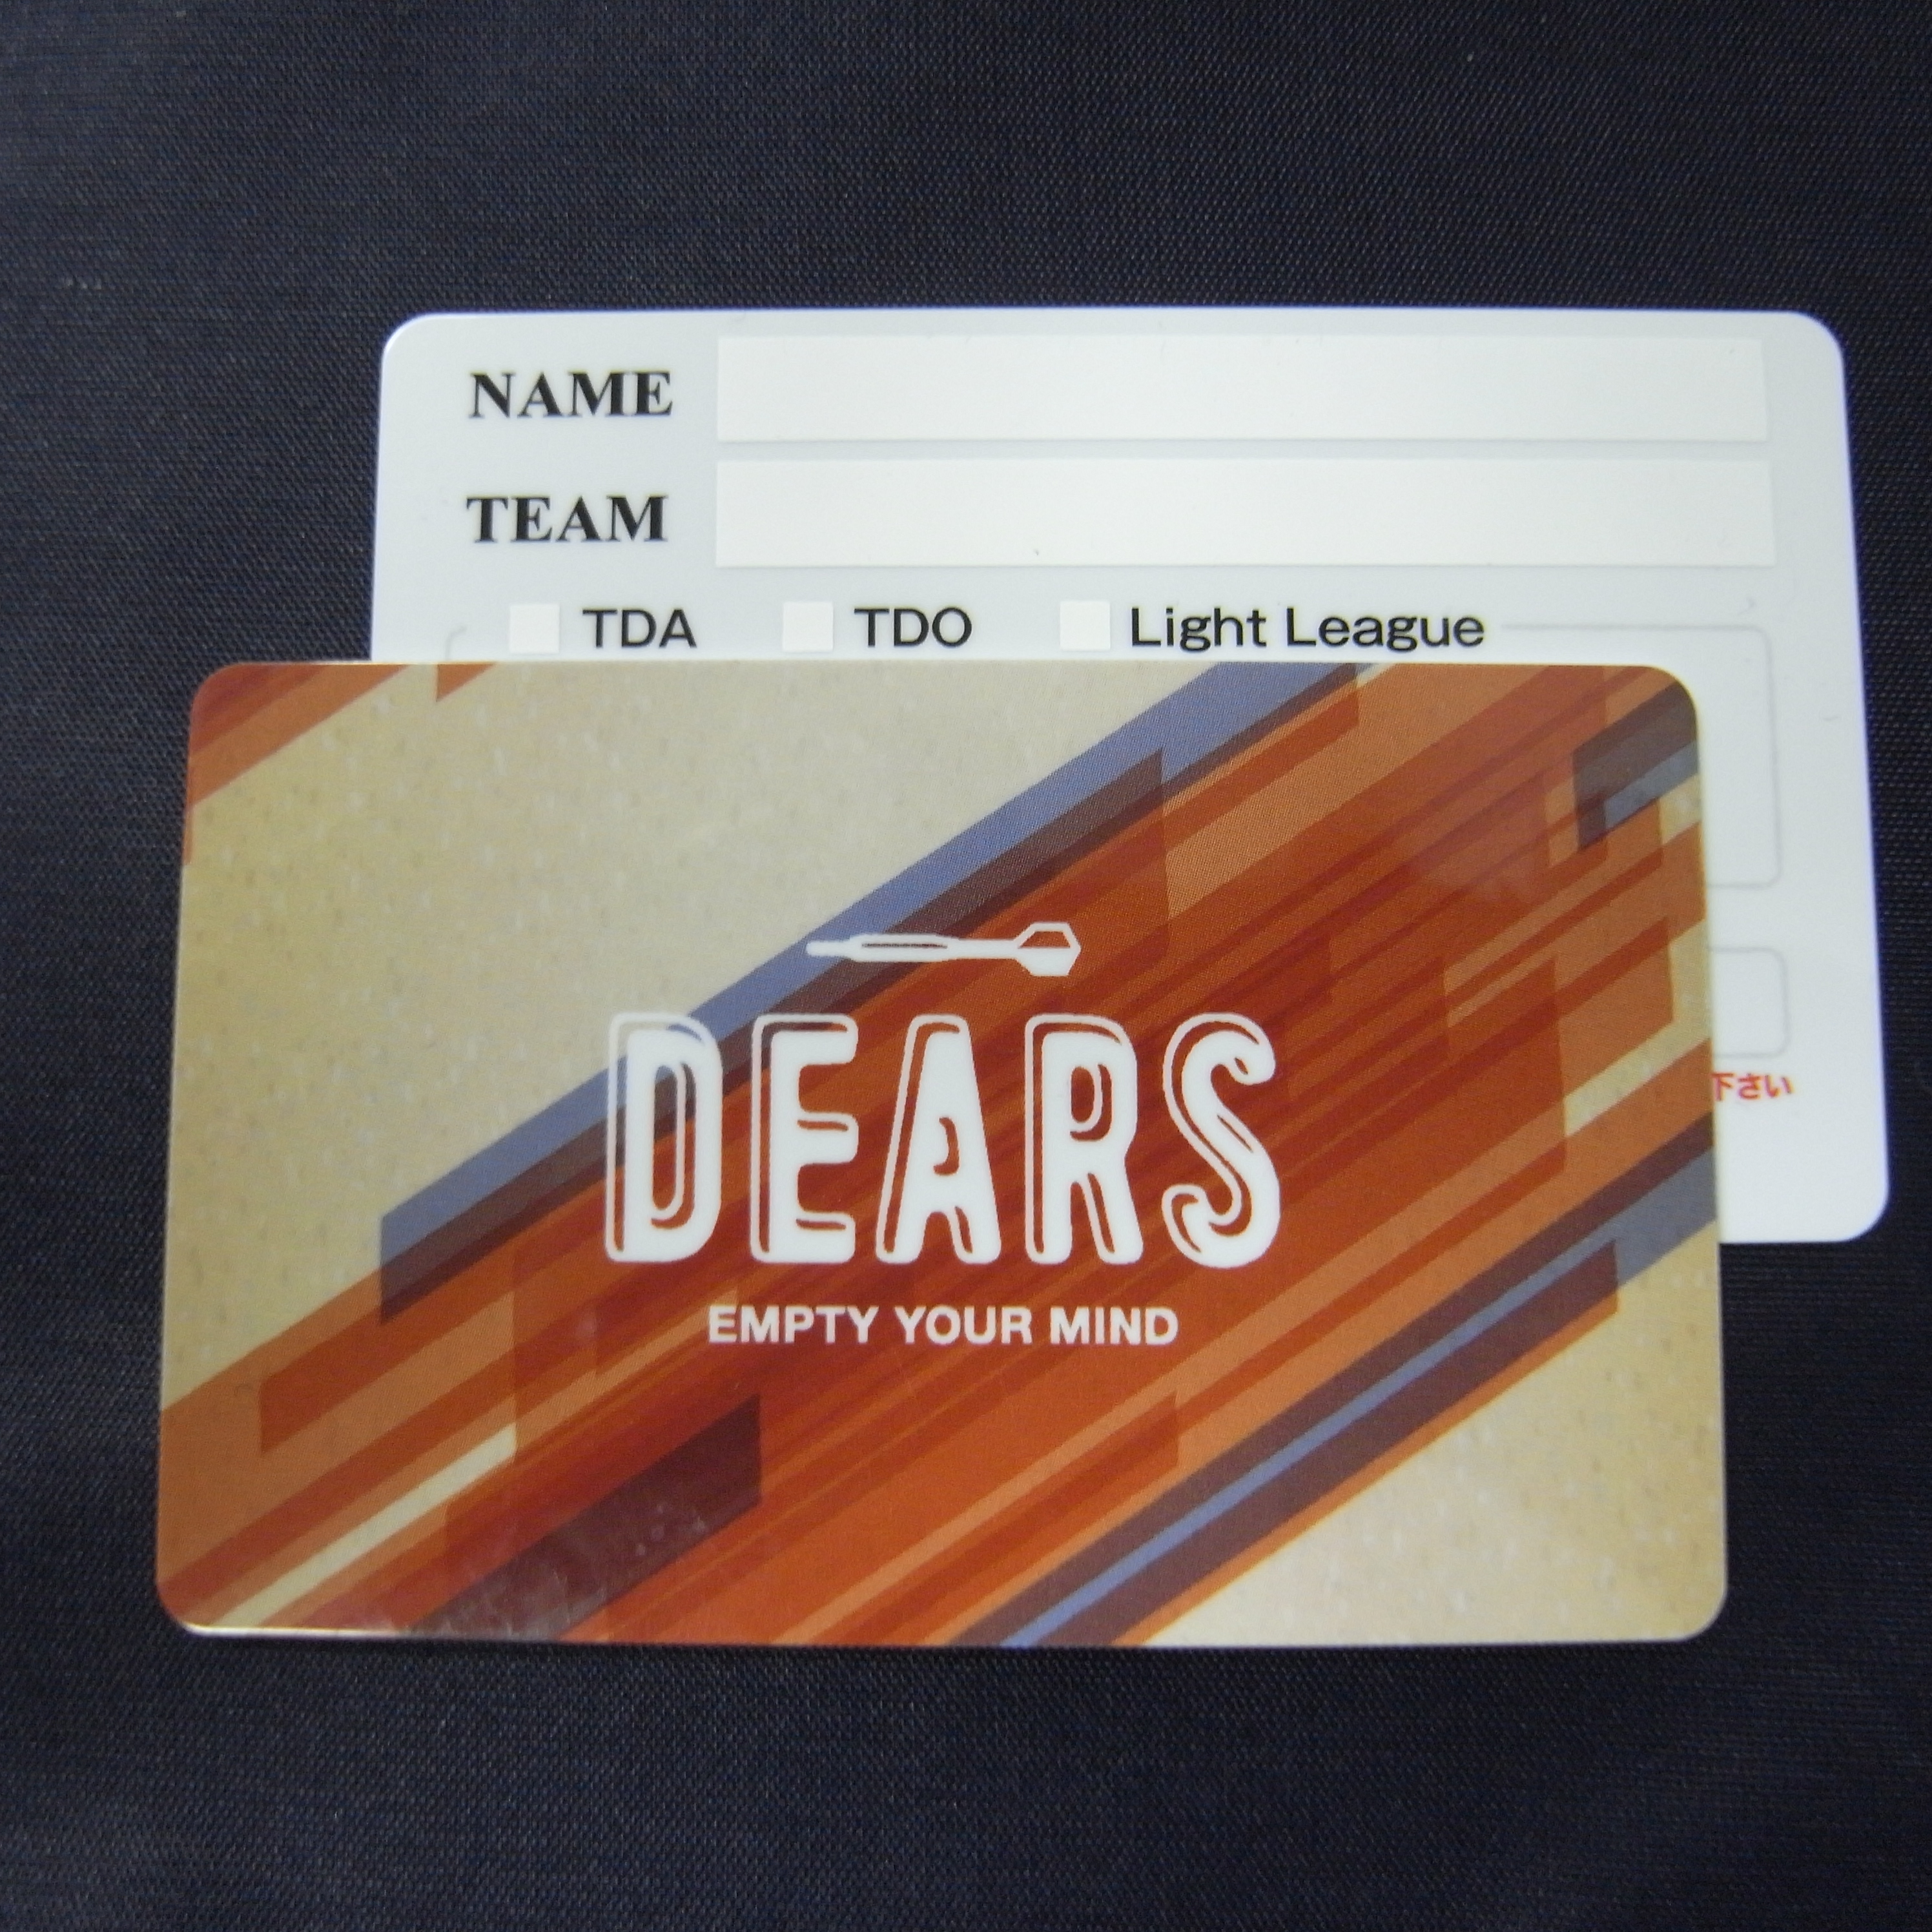 NAME
TEAM
TDA TDO Light League
下さい
DEARS
EMPTY YOUR MIND